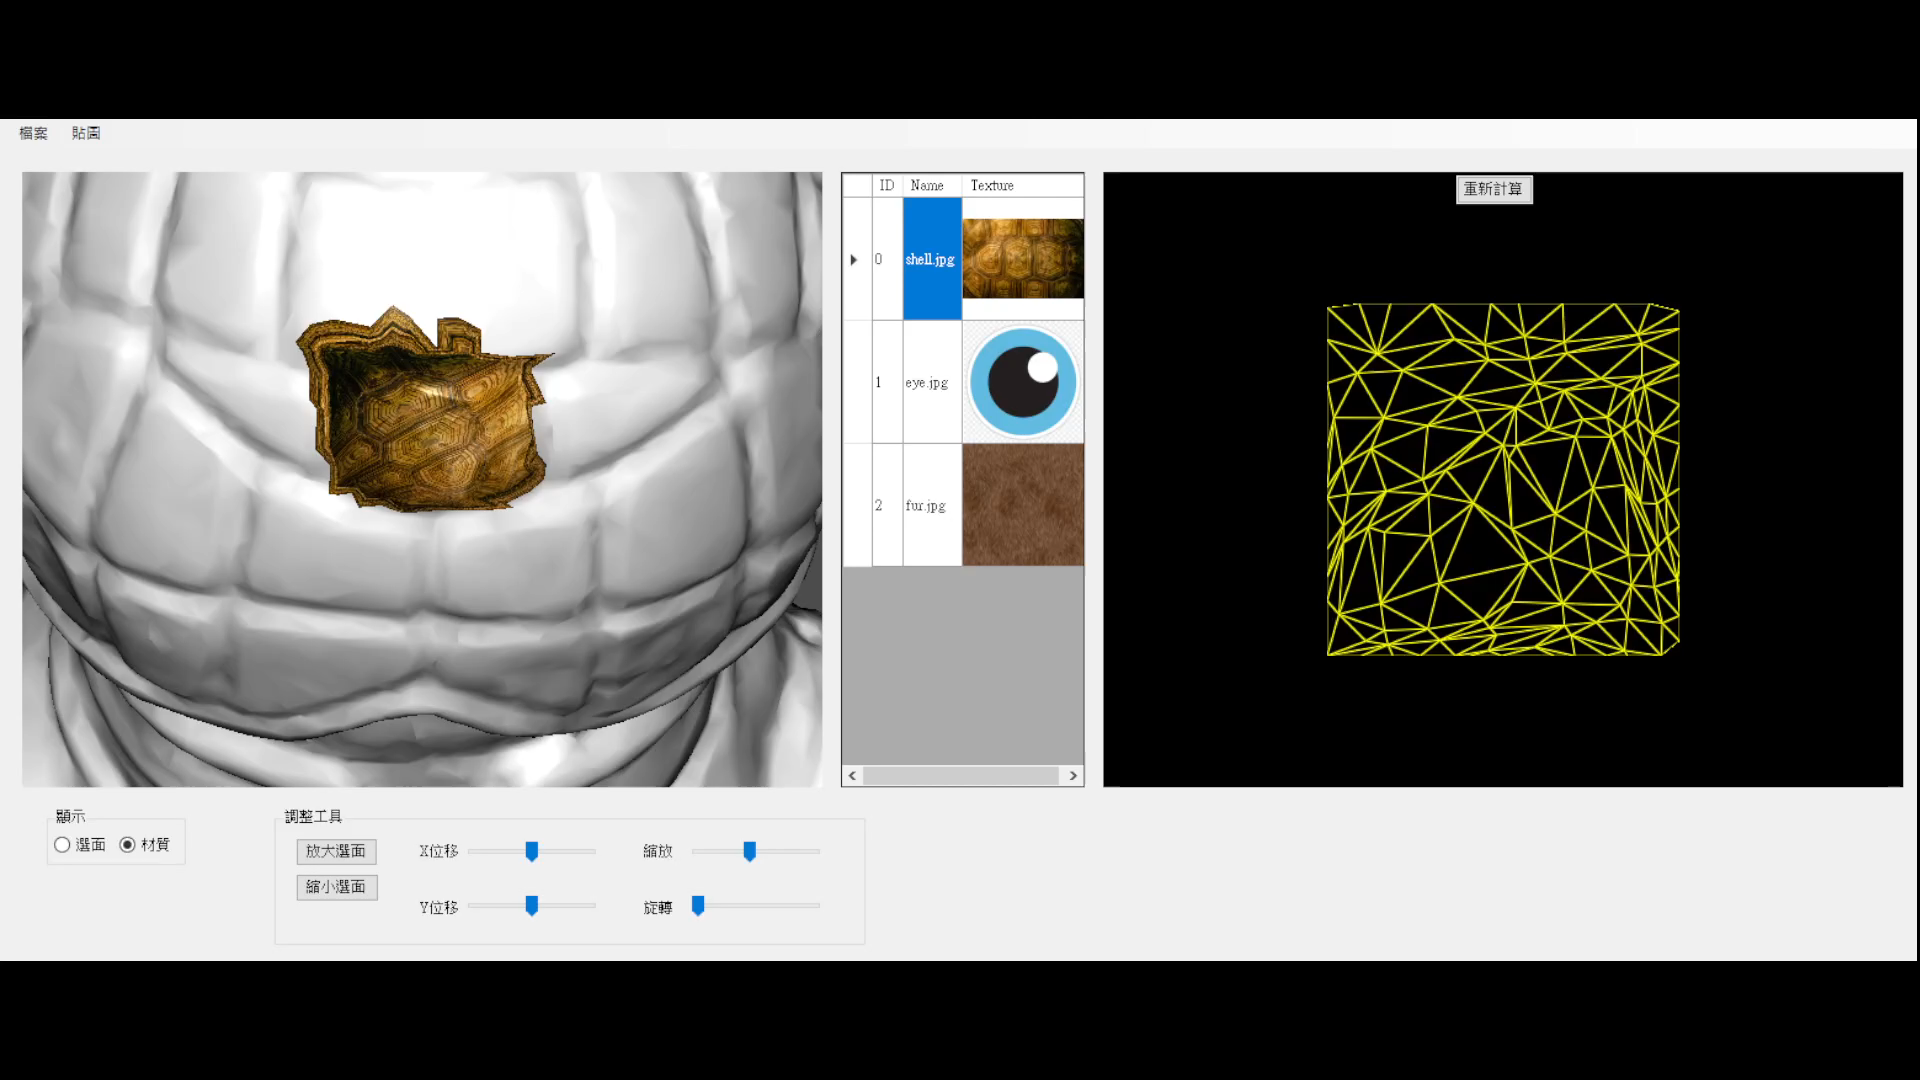 檔案 貼圖
ID Name Texture
0 shell.jpg
1 eye.jpg
2 fur.jpg
重新計算
顯示
選面 材質
調整工具
放大選面 X位移 縮放
縮小選面
Y位移 旋轉